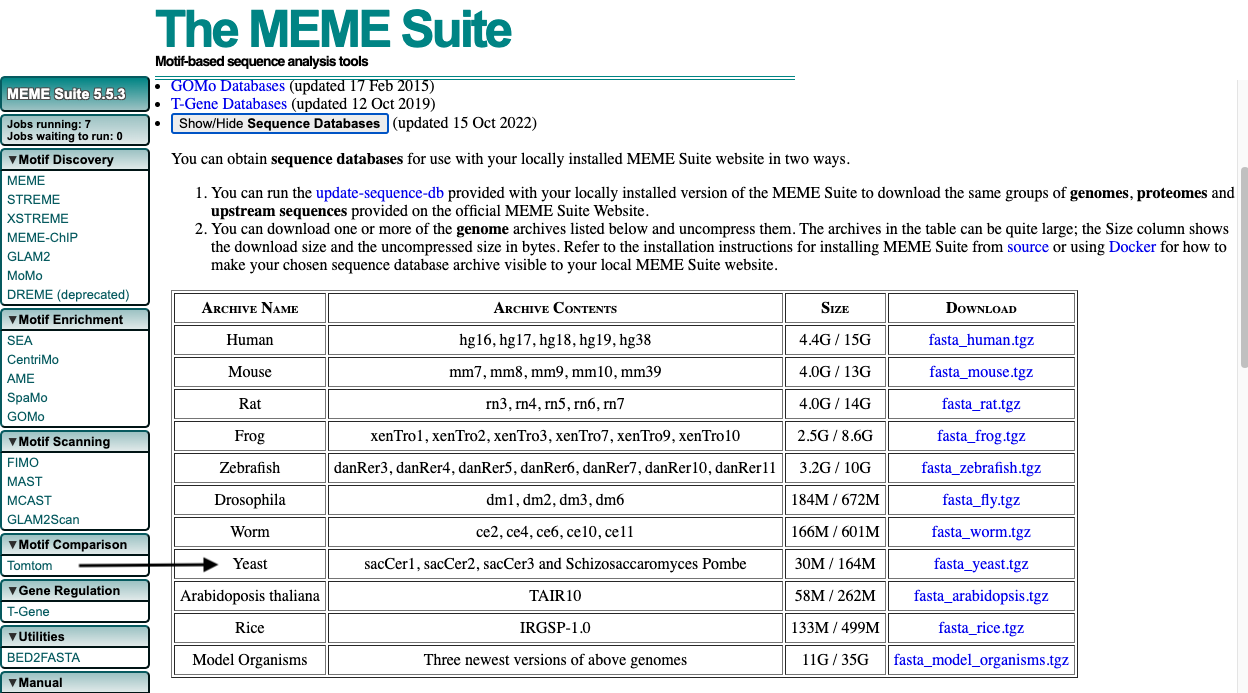 The MEME Suite
Motif-based sequence analysis tools
MEME Suite 5.5.3
Jobs running: 7
Jobs waiting to run: 0
▼Motif Discovery
MEME
STREME
XSTREME
MEME-ChIP
GLAM2
MoMo
DREME (deprecated)
▼Motif Enrichment
SEA
CentriMo
AME
SpaMo
GOMo
▼Motif Scanning
FIMO
MAST
MCAST
GLAM2Scan
▼Motif Comparison
Tomtom
▼Gene Regulation
T-Gene
▼Utilities
BED2FASTA
▼Manual
• GOMo Databases (updated 17 Feb 2015)
• T-Gene Databases (updated 12 Oct 2019)
• Show/Hide Sequence Databases (updated 15 Oct 2022)
You can obtain sequence databases for use with your locally installed MEME Suite website in two ways.
1. You can run the update-sequence-db provided with your locally installed version of the MEME Suite to download the same groups of genomes, proteomes and
upstream sequences provided on the official MEME Suite Website.
2. You can download one or more of the genome archives listed below and uncompress them. The archives in the table can be quite large; the Size column shows
the download size and the uncompressed size in bytes. Refer to the installation instructions for installing MEME Suite from source or using Docker for how to
make your chosen sequence database archive visible to your local MEME Suite website.
Archive Name Archive Contents Size Download
Human hg16, hg17, hg18, hg19, hg38 4.4G / 15G fasta_human.tgz
Mouse mm7, mm8, mm9, mm10, mm39 4.0G / 13G fasta_mouse.tgz
Rat rn3, rn4, rn5, rn6, rn7 4.0G / 14G fasta_rat.tgz
Frog xenTro1, xenTro2, xenTro3, xenTro7, xenTro9, xenTro10 2.5G / 8.6G fasta_frog.tgz
Zebrafish danRer3, danRer4, danRer5, danRer6, danRer7, danRer10, danRer11 3.2G / 10G fasta_zebrafish.tgz
Drosophila dm1, dm2, dm3, dm6 184M / 672M fasta_fly.tgz
Worm ce2, ce4, ce6, ce10, ce11 166M / 601M fasta_worm.tgz
Yeast sacCer1, sacCer2, sacCer3 and Schizosaccaromyces Pombe 30M / 164M fasta_yeast.tgz
Arabidoposis thaliana TAIR10 58M / 262M fasta_arabidopsis.tgz
Rice IRGSP-1.0 133M / 499M fasta_rice.tgz
Model Organisms Three newest versions of above genomes 11G / 35G fasta_model_organisms.tgz